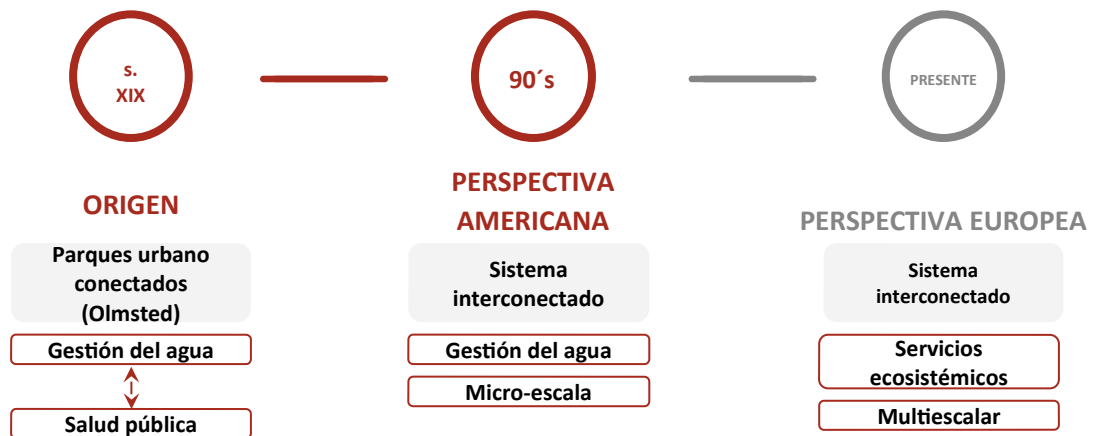 s.
XIX
90´s
PRESENTE
ORIGEN
PERSPECTIVA
AMERICANA
PERSPECTIVA EUROPEA
Parques urbano
conectados
(Olmsted)
Gestión del agua
Salud pública
Sistema
interconectado
Gestión del agua
Micro-escala
Sistema
interconectado
Servicios
ecosistémicos
Multiescalar